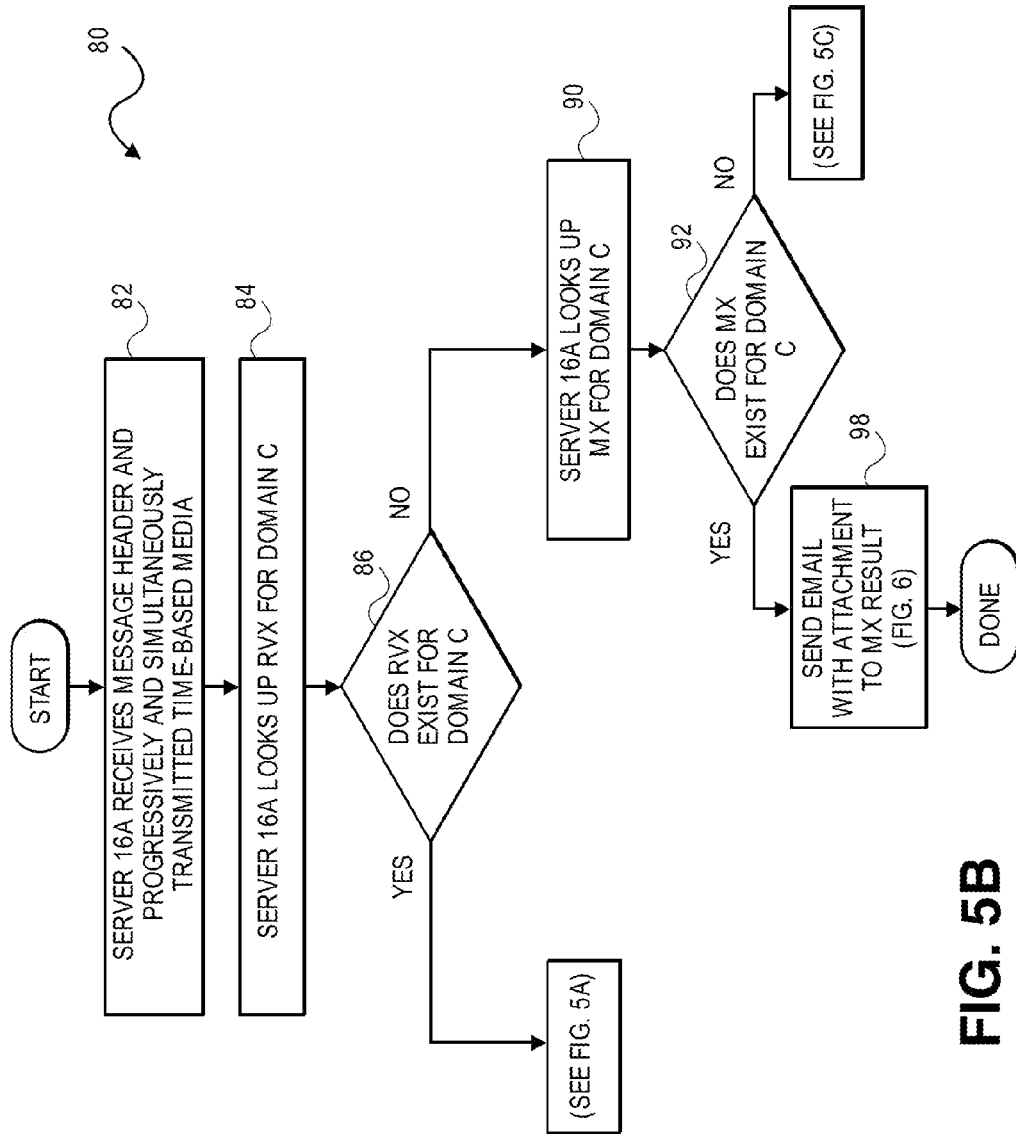 80
START
SERVER 16A RECEIVES MESSAGE HEADER AND
PROGRESSIVELY AND SIMULTANEOUSLY
TRANSMITTED TIME-BASED MEDIA
82
SERVER 16A LOOKS UP RVX FOR DOMAIN C
84
DOES RVX
EXIST FOR
DOMAIN C
86
YES
NO
(SEE FIG. 5A)
SERVER 16A LOOKS UP
MX FOR DOMAIN C
90
DOES MX
EXIST FOR DOMAIN
C
92
YES
NO
SEND EMAIL
WITH ATTACHMENT
TO MX RESULT
(FIG. 6)
98
(SEE FIG. 5C)
DONE
FIG. 5B